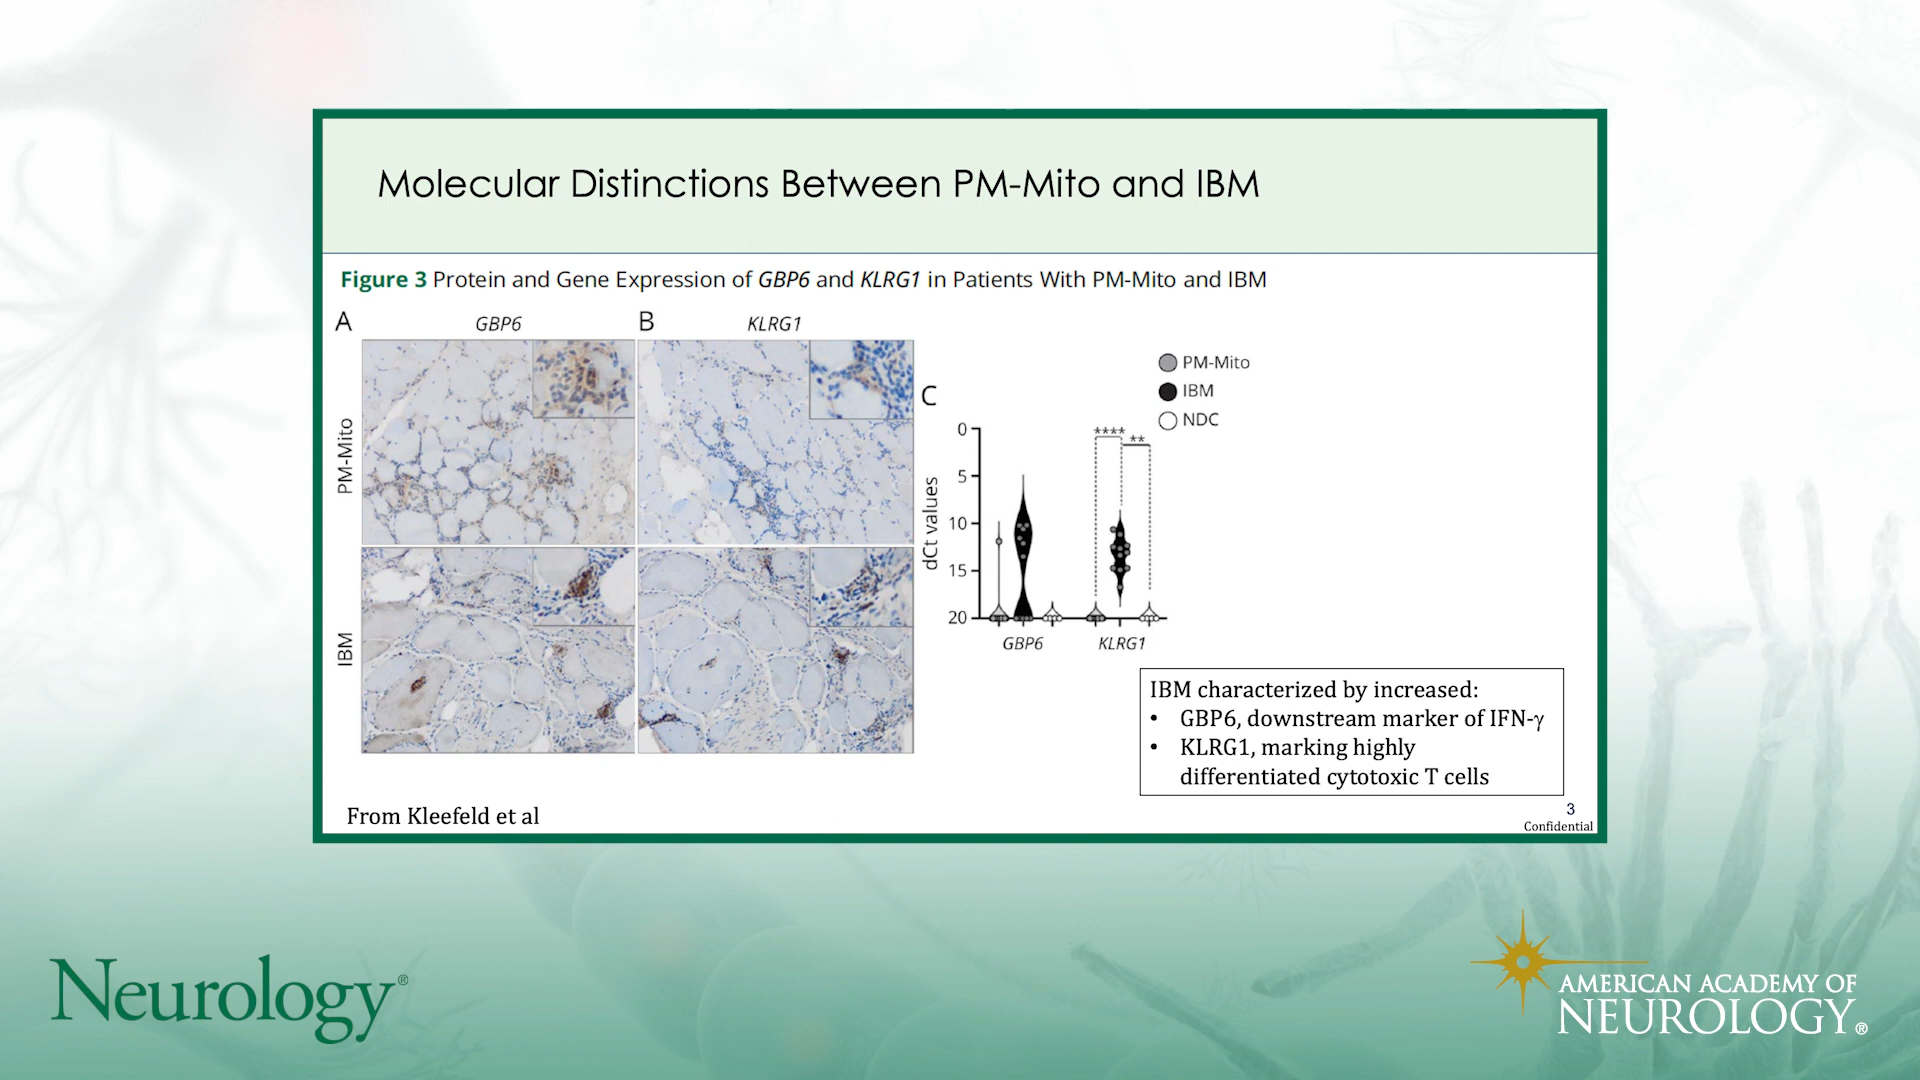 Molecular Distinctions Between PM-Mito and IBM
Figure 3 Protein and Gene Expression of GBP6 and KLRG1 in Patients With PM-Mito and IBM
A
GBP6
B
KLRG1
PM-Mito
IBM
C
PM-Mito
IBM
NDC
dCt values
0
5
10
15
20
****
**
GBP6
KLRG1
IBM characterized by increased:
• GBP6, downstream marker of IFN-γ
• KLRG1, marking highly
differentiated cytotoxic T cells
From Kleefeld et al
3
Confidential
Neurology®
AMERICAN ACADEMY OF
NEUROLOGY®